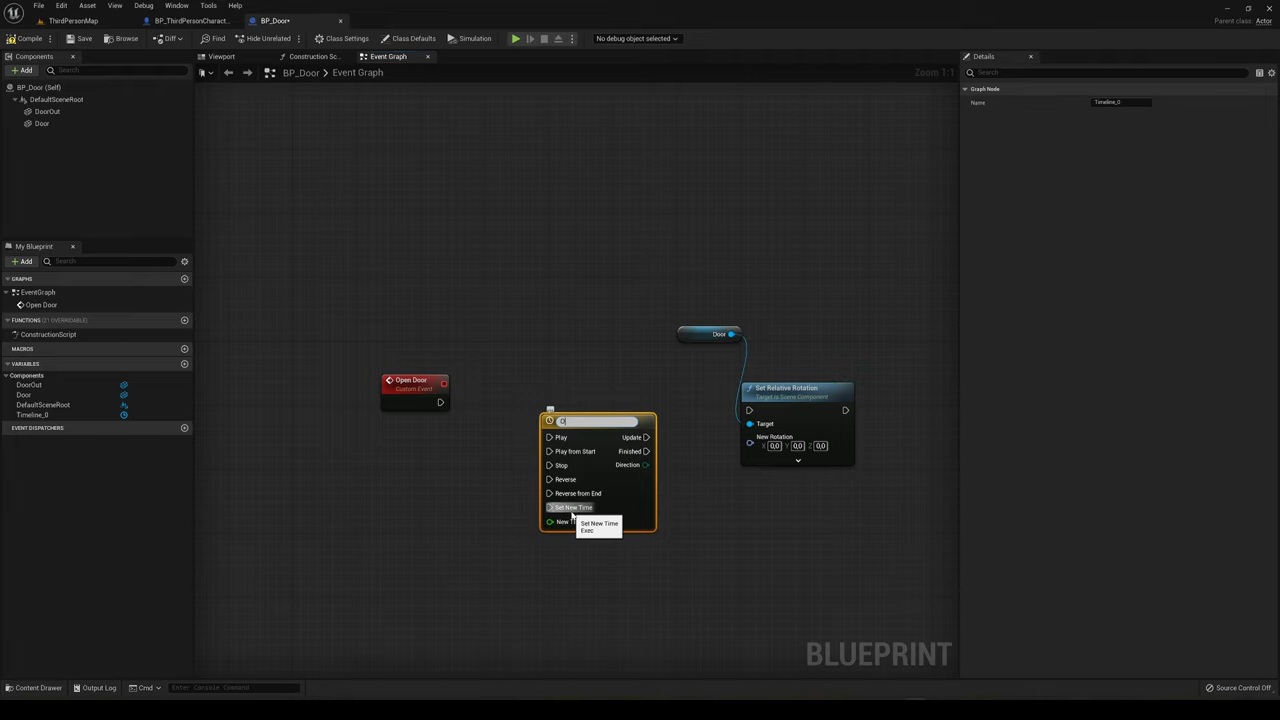 File Edit Asset View Debug Window Tools Help
ThirdPersonMap BP_ThirdPersonCharact... BP_Door•
Parent class: Actor
Compile Save Browse Diff Find Hide Unrelated Class Settings Class Defaults Simulation No debug object selected
Components
Add Search
BP_Door (Self)
DefaultSceneRoot
DoorOut
Door
Viewport Construction Sc... Event Graph
BP_Door > Event Graph
Zoom 1:1
Details
Search
Graph Node
Name Timeline_0
My Blueprint
Add Search
GRAPHS
EventGraph
Open Door
FUNCTIONS (21 OVERRIDABLE)
ConstructionScript
MACROS
VARIABLES
Components
DoorOut
Door
DefaultSceneRoot
Timeline_0
EVENT DISPATCHERS
Open Door
Custom Event
O
Play Update
Play from Start Finished
Stop Direction
Reverse
Reverse from End
Set New Time
New T
Set New Time
Exec
Door
Set Relative Rotation
Target is Scene Component
Target
New Rotation
X 0,0 Y 0,0 Z 0,0
BLUEPRINT
Content Drawer Output Log Cmd Enter Console Command Source Control Off